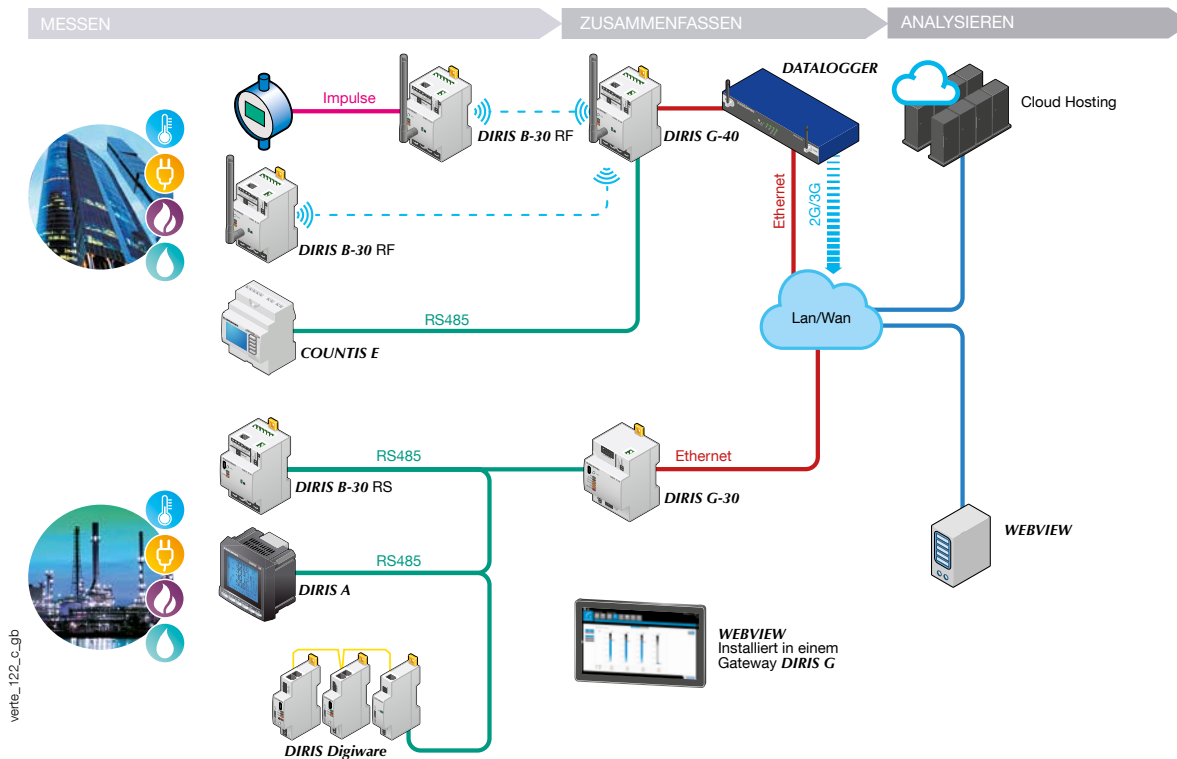 MESSEN
ZUSAMMENFASSEN
ANALYSIEREN
DATALOGGER
Impulse
Cloud Hosting
DIRIS B-30 RF
DIRIS G-40
Ethernet
2G/3G
DIRIS B-30 RF
Lan/Wan
RS485
COUNTIS E
RS485
Ethernet
DIRIS B-30 RS
DIRIS G-30
RS485
WEBVIEW
DIRIS A
WEBVIEW
Installiert in einem
Gateway DIRIS G
DIRIS Digiware
verte_122_c_gb